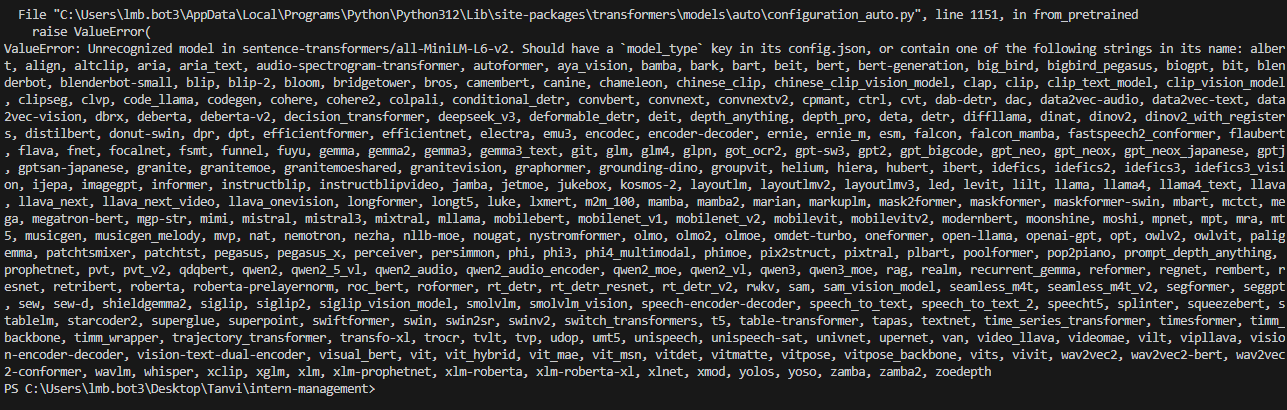 File "C:\Users\lmb.bot3\AppData\Local\Programs\Python\Python312\Lib\site-packages\transformers\models\auto\configuration_auto.py", line 1151, in from_pretrained
raise ValueError(
ValueError: Unrecognized model in sentence-transformers/all-MiniLM-L6-v2. Should have a `model_type` key in its config.json, or contain one of the following strings in its name: alber
t, align, altclip, aria, aria_text, audio-spectrogram-transformer, autoformer, aya_vision, bamba, bark, bart, beit, bert, bert-generation, big_bird, bigbird_pegasus, biogpt, bit, blen
derbot, blenderbot-small, blip, blip-2, bloom, bridgetower, bros, camembert, canine, chameleon, chinese_clip, chinese_clip_vision_model, clap, clip, clip_text_model, clip_vision_model
, clipseg, clvp, code_llama, codegen, cohere, cohere2, colpali, conditional_detr, convbert, convnext, convnextv2, cpmant, ctrl, cvt, dab-detr, dac, data2vec-audio, data2vec-text, data
2vec-vision, dbrx, deberta, deberta-v2, decision_transformer, deepseek_v3, deformable_detr, deit, depth_anything, depth_pro, deta, detr, diffllama, dinat, dinov2, dinov2_with_register
s, distilbert, donut-swin, dpr, dpt, efficientformer, efficientnet, electra, emu3, encodec, encoder-decoder, ernie, ernie_m, esm, falcon, falcon_mamba, fastspeech2_conformer, flaubert
, flava, fnet, focalnet, fsmt, funnel, fuyu, gemma, gemma2, gemma3, gemma3_text, git, glm, glm4, glpn, got_ocr2, gpt-sw3, gpt2, gpt_bigcode, gpt_neo, gpt_neox, gpt_neox_japanese, gptj
, gptsan-japanese, granite, granitemoe, granitemoeshared, granitevision, graphormer, grounding-dino, groupvit, helium, hiera, hubert, ibert, idefics, idefics2, idefics3, idefics3_visi
on, ijepa, imagegpt, informer, instructblip, instructblipvideo, jamba, jetmoe, jukebox, kosmos-2, layoutlm, layoutlmv2, layoutlmv3, led, levit, lilt, llama, llama4, llama4_text, llava
, llava_next, llava_next_video, llava_onevision, longformer, longt5, luke, lxmert, m2m_100, mamba, mamba2, marian, markuplm, mask2former, maskformer, maskformer-swin, mbart, mctct, me
ga, megatron-bert, mgp-str, mimi, mistral, mistral3, mixtral, mllama, mobilebert, mobilenet_v1, mobilenet_v2, mobilevit, mobilevitv2, modernbert, moonshine, moshi, mpnet, mpt, mra, mt
5, musicgen, musicgen_melody, mvp, nat, nemotron, nezha, nllb-moe, nougat, nystromformer, olmo, olmo2, olmoe, omdet-turbo, oneformer, open-llama, openai-gpt, opt, owlv2, owlvit, palig
emma, patchtsmixer, patchtst, pegasus, pegasus_x, perceiver, persimmon, phi, phi3, phi4_multimodal, phimoe, pix2struct, pixtral, plbart, poolformer, pop2piano, prompt_depth_anything, 
prophetnet, pvt, pvt_v2, qdqbert, qwen2, qwen2_5_vl, qwen2_audio, qwen2_audio_encoder, qwen2_moe, qwen2_vl, qwen3, qwen3_moe, rag, realm, recurrent_gemma, reformer, regnet, rembert, r
esnet, retribert, roberta, roberta-prelayernorm, roc_bert, roformer, rt_detr, rt_detr_resnet, rt_detr_v2, rwkv, sam, sam_vision_model, seamless_m4t, seamless_m4t_v2, segformer, seggpt
, sew, sew-d, shieldgemma2, siglip, siglip2, siglip_vision_model, smolvlm, smolvlm_vision, speech-encoder-decoder, speech_to_text, speech_to_text_2, speecht5, splinter, squeezebert, s
tablelm, starcoder2, superglue, superpoint, swiftformer, swin, swin2sr, swinv2, switch_transformers, t5, table-transformer, tapas, textnet, time_series_transformer, timesformer, timm_
backbone, timm_wrapper, trajectory_transformer, transfo-xl, trocr, tvlt, tvp, udop, umt5, unispeech, unispeech-sat, univnet, upernet, van, video_llava, videomae, vilt, vipllava, visio
n-encoder-decoder, vision-text-dual-encoder, visual_bert, vit, vit_hybrid, vit_mae, vit_msn, vitdet, vitmatte, vitpose, vitpose_backbone, vits, vivit, wav2vec2, wav2vec2-bert, wav2vec
2-conformer, wavlm, whisper, xclip, xglm, xlm, xlm-prophetnet, xlm-roberta, xlm-roberta-xl, xlnet, xmod, yolos, yoso, zamba, zamba2, zoedepth
PS C:\Users\lmb.bot3\Desktop\Tanvi\intern-management>